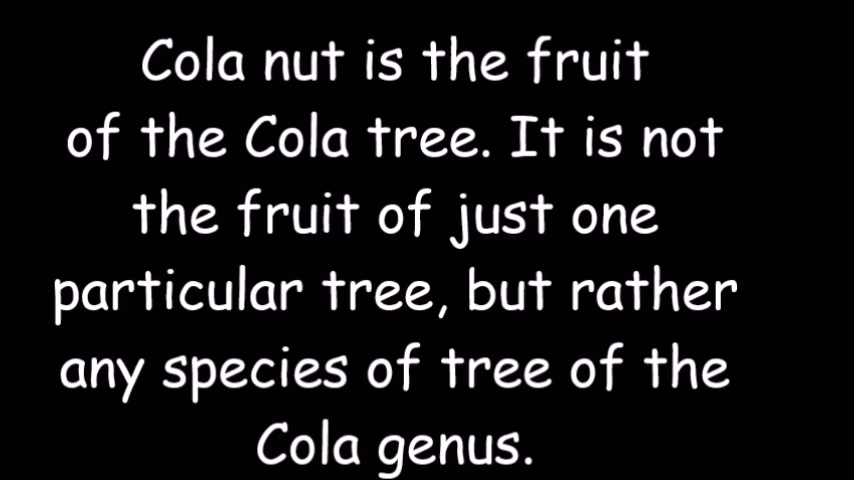 Cola nut is the fruit
of the Cola tree. It is not
the fruit of just one
particular tree, but rather
any species of tree of the
Cola genus.